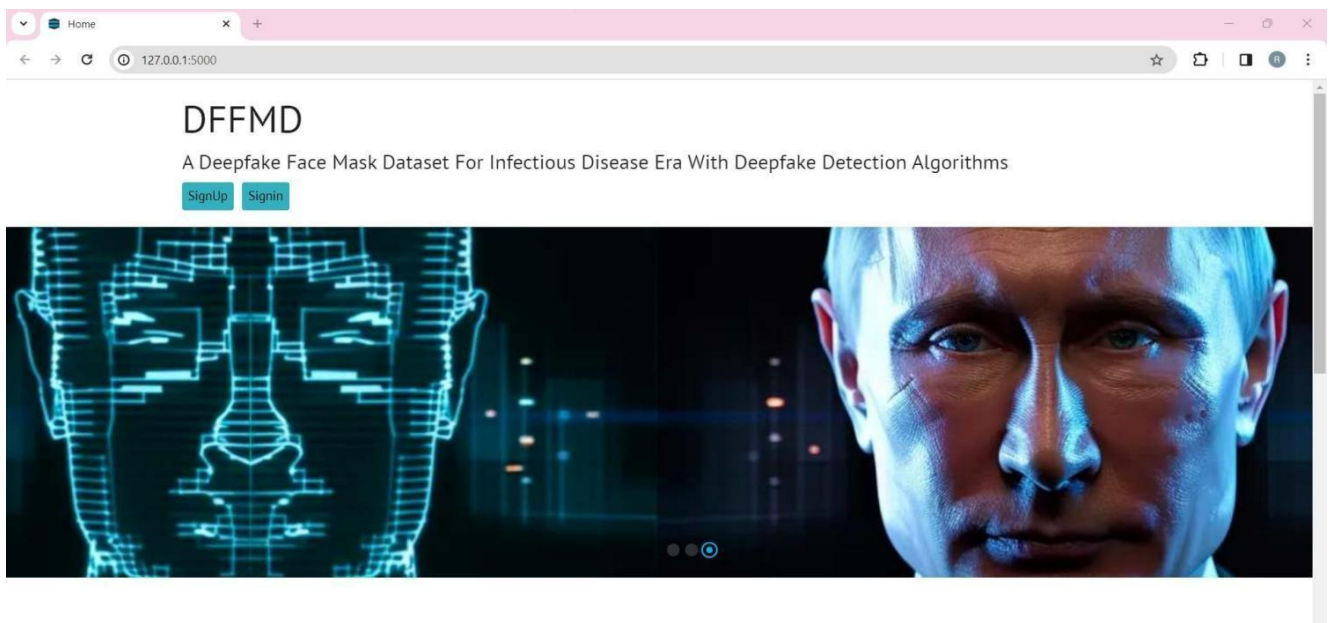 Home
127.0.0.1:5000
R
DFFMD
A Deepfake Face Mask Dataset For Infectious Disease Era With Deepfake Detection Algorithms
SignUp Signin